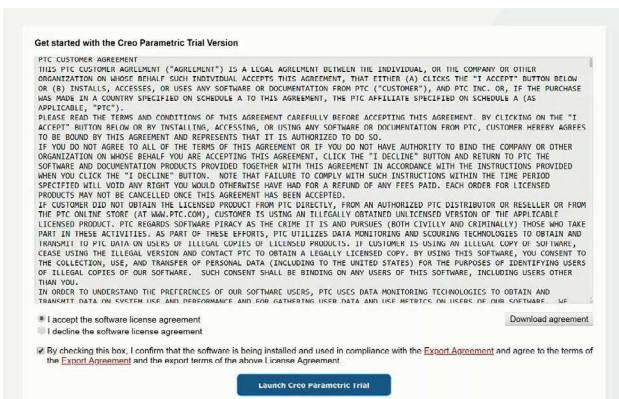 Get started with the Creo Parametric Trial Version
PTC CUSTOMER AGREEMENT
THIS PTC CUSTOMER AGREEMENT ("AGREEMENT") IS A LEGAL AGREEMENT BETWEEN THE INDIVIDUAL, OR THE COMPANY OR OTHER
ORGANIZATION ON WHOSE BEHALF SUCH INDIVIDUAL ACCEPTS THIS AGREEMENT, THAT EITHER (A) CLICKS THE "I ACCEPT" BUTTON BELOW
OR (B) INSTALLS, ACCESSES, OR USES ANY SOFTWARE OR DOCUMENTATION FROM PTC ("CUSTOMER"), AND PTC INC. OR, IF THE PURCHASE
WAS MADE IN A COUNTRY SPECIFIED ON SCHEDULE A TO THIS AGREEMENT, THE PTC AFFILIATE SPECIFIED ON SCHEDULE A (AS
APPLICABLE, "PTC").
PLEASE READ THE TERMS AND CONDITIONS OF THIS AGREEMENT CAREFULLY BEFORE ACCEPTING THIS AGREEMENT. BY CLICKING ON THE "I
ACCEPT" BUTTON BELOW OR BY INSTALLING, ACCESSING, OR USING ANY SOFTWARE OR DOCUMENTATION FROM PTC, CUSTOMER HEREBY AGREES
TO BE BOUND BY THIS AGREEMENT AND REPRESENTS THAT IT IS AUTHORIZED TO DO SO.
IF YOU DO NOT AGREE TO ALL OF THE TERMS OF THIS AGREEMENT OR IF YOU DO NOT HAVE AUTHORITY TO BIND THE COMPANY OR OTHER
ORGANIZATION ON WHOSE BEHALF YOU ARE ACCEPTING THIS AGREEMENT, CLICK THE "I DECLINE" BUTTON AND RETURN TO PTC THE
SOFTWARE AND DOCUMENTATION PRODUCTS PROVIDED TOGETHER WITH THIS AGREEMENT IN ACCORDANCE WITH THE INSTRUCTIONS PROVIDED
WHEN YOU CLICK THE "I DECLINE" BUTTON. NOTE THAT FAILURE TO COMPLY WITH SUCH INSTRUCTIONS WITHIN THE TIME PERIOD
SPECIFIED WILL VOID ANY RIGHT YOU WOULD OTHERWISE HAVE HAD FOR A REFUND OF ANY FEES PAID. EACH ORDER FOR LICENSED
PRODUCTS MAY NOT BE CANCELLED ONCE THIS AGREEMENT HAS BEEN ACCEPTED.
IF CUSTOMER DID NOT OBTAIN THE LICENSED PRODUCT FROM PTC DIRECTLY, FROM AN AUTHORIZED PTC DISTRIBUTOR OR RESELLER OR FROM
THE PTC ONLINE STORE (AT WWW.PTC.COM), CUSTOMER IS USING AN ILLEGALLY OBTAINED UNLICENSED VERSION OF THE APPLICABLE
LICENSED PRODUCT. PTC REGARDS SOFTWARE PIRACY AS THE CRIME IT IS AND PURSUES (BOTH CIVILLY AND CRIMINALLY) THOSE WHO TAKE
PART IN THESE ACTIVITIES. AS PART OF THESE EFFORTS, PTC UTILIZES DATA MONITORING AND SCOURING TECHNOLOGIES TO OBTAIN AND
TRANSMIT TO PTC DATA ON USERS OF ILLEGAL COPIES OF LICENSED PRODUCTS. IF CUSTOMER IS USING AN ILLEGAL COPY OF SOFTWARE,
CEASE USING THE ILLEGAL VERSION AND CONTACT PTC TO OBTAIN A LEGALLY LICENSED COPY. BY USING THIS SOFTWARE, YOU CONSENT TO
THE COLLECTION, USE, AND TRANSFER OF PERSONAL DATA (INCLUDING TO THE UNITED STATES) FOR THE PURPOSES OF IDENTIFYING USERS
OF ILLEGAL COPIES OF OUR SOFTWARE. SUCH CONSENT SHALL BE BINDING ON ANY USERS OF THIS SOFTWARE, INCLUDING USERS OTHER
THAN YOU.
IN ORDER TO UNDERSTAND THE PREFERENCES OF OUR SOFTWARE USERS, PTC USES DATA MONITORING TECHNOLOGIES TO OBTAIN AND
TRANSMIT DATA ON SYSTEM USE AND PERFORMANCE AND FOR GATHERING USER DATA AND USE METRICS ON USERS OF OUR SOFTWARE. WE
I accept the software license agreement
Download agreement
I decline the software license agreement
By checking this box, I confirm that the software is being installed and used in compliance with the Export Agreement and agree to the terms of
the Export Agreement and the export terms of the above License Agreement.
Launch Creo Parametric Trial